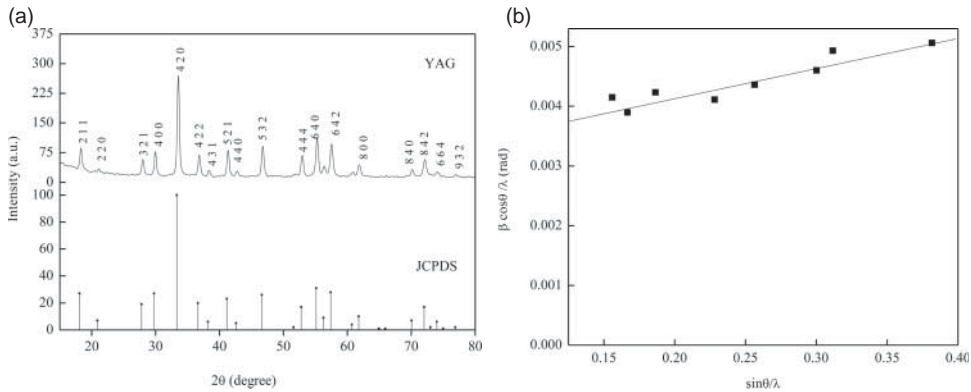 (a)
375
300
225
150
75
0
Intensity (a.u.)
YAG
2 1 1
2 2 0
3 2 1
4 0 0
4 2 0
4 2 2
4 3 1
5 2 1
4 4 0
5 3 2
4 4 4
6 4 0
6 4 2
8 0 0
8 4 0
8 4 2
6 6 4
9 3 2
100
80
60
40
20
0
JCPDS
20 30 40 50 60 70 80
2θ (degree)
(b)
0.005
0.004
0.003
0.002
0.001
0.000
β cosθ /λ (rad)
0.15 0.20 0.25 0.30 0.35 0.40
sinθ/λ